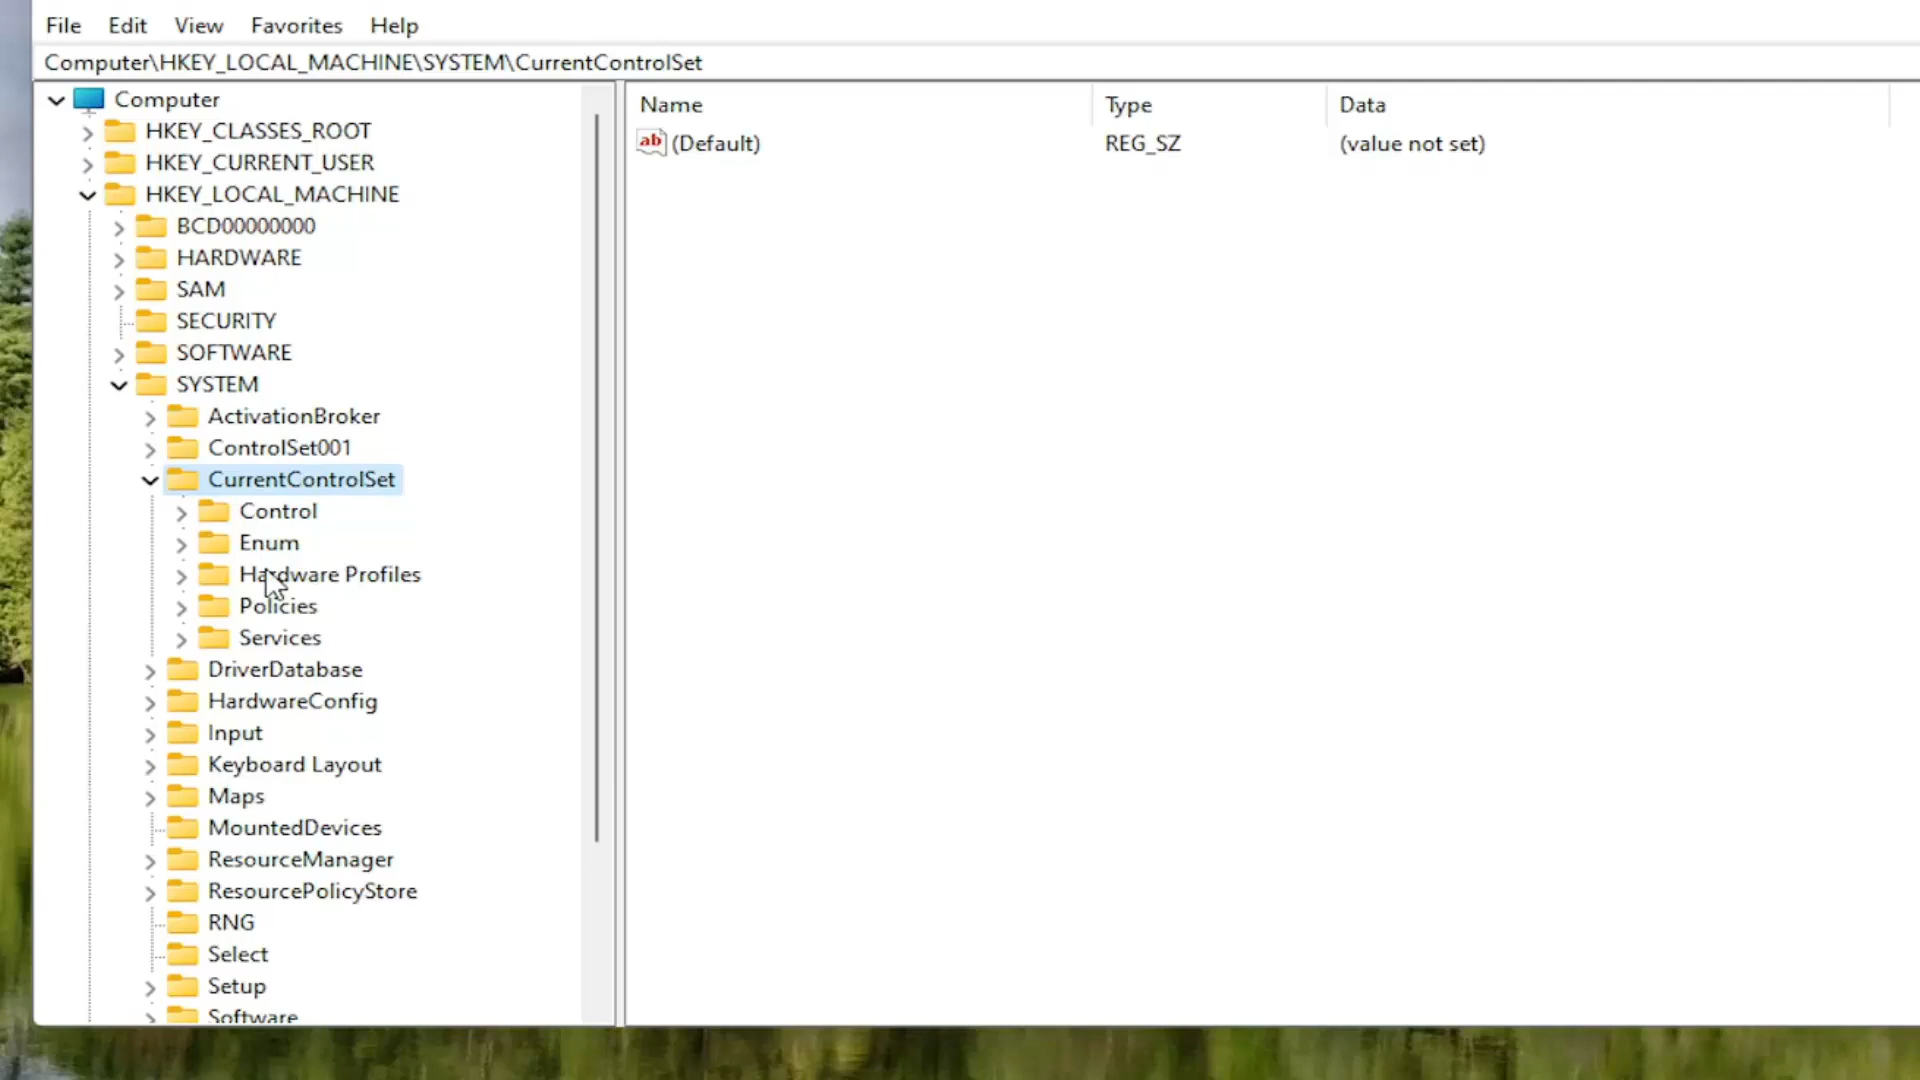 File Edit View Favorites Help
Computer\HKEY_LOCAL_MACHINE\SYSTEM\CurrentControlSet
Computer
HKEY_CLASSES_ROOT
HKEY_CURRENT_USER
HKEY_LOCAL_MACHINE
BCD00000000
HARDWARE
SAM
SECURITY
SOFTWARE
SYSTEM
ActivationBroker
ControlSet001
CurrentControlSet
Control
Enum
Hardware Profiles
Policies
Services
DriverDatabase
HardwareConfig
Input
Keyboard Layout
Maps
MountedDevices
ResourceManager
ResourcePolicyStore
RNG
Select
Setup
Software
Name Type Data
ab (Default) REG_SZ (value not set)